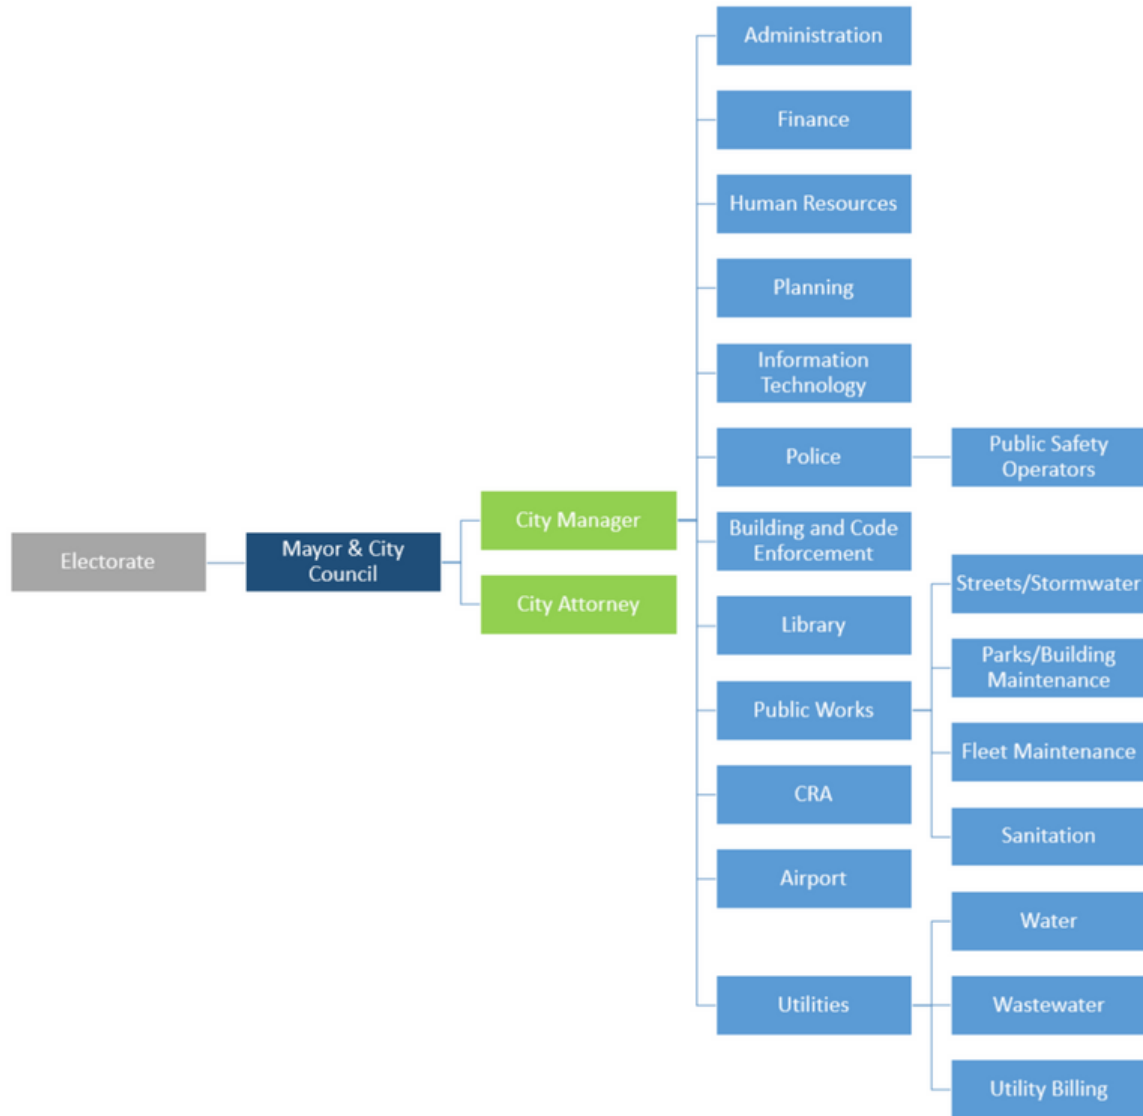 Electorate
Mayor & City
Council
City Manager
City Attorney
Administration
Finance
Human Resources
Planning
Information
Technology
Police
Public Safety
Operators
Building and Code
Enforcement
Library
Public Works
Streets/Stormwater
Parks/Building
Maintenance
Fleet Maintenance
Sanitation
CRA
Airport
Utilities
Water
Wastewater
Utility Billing